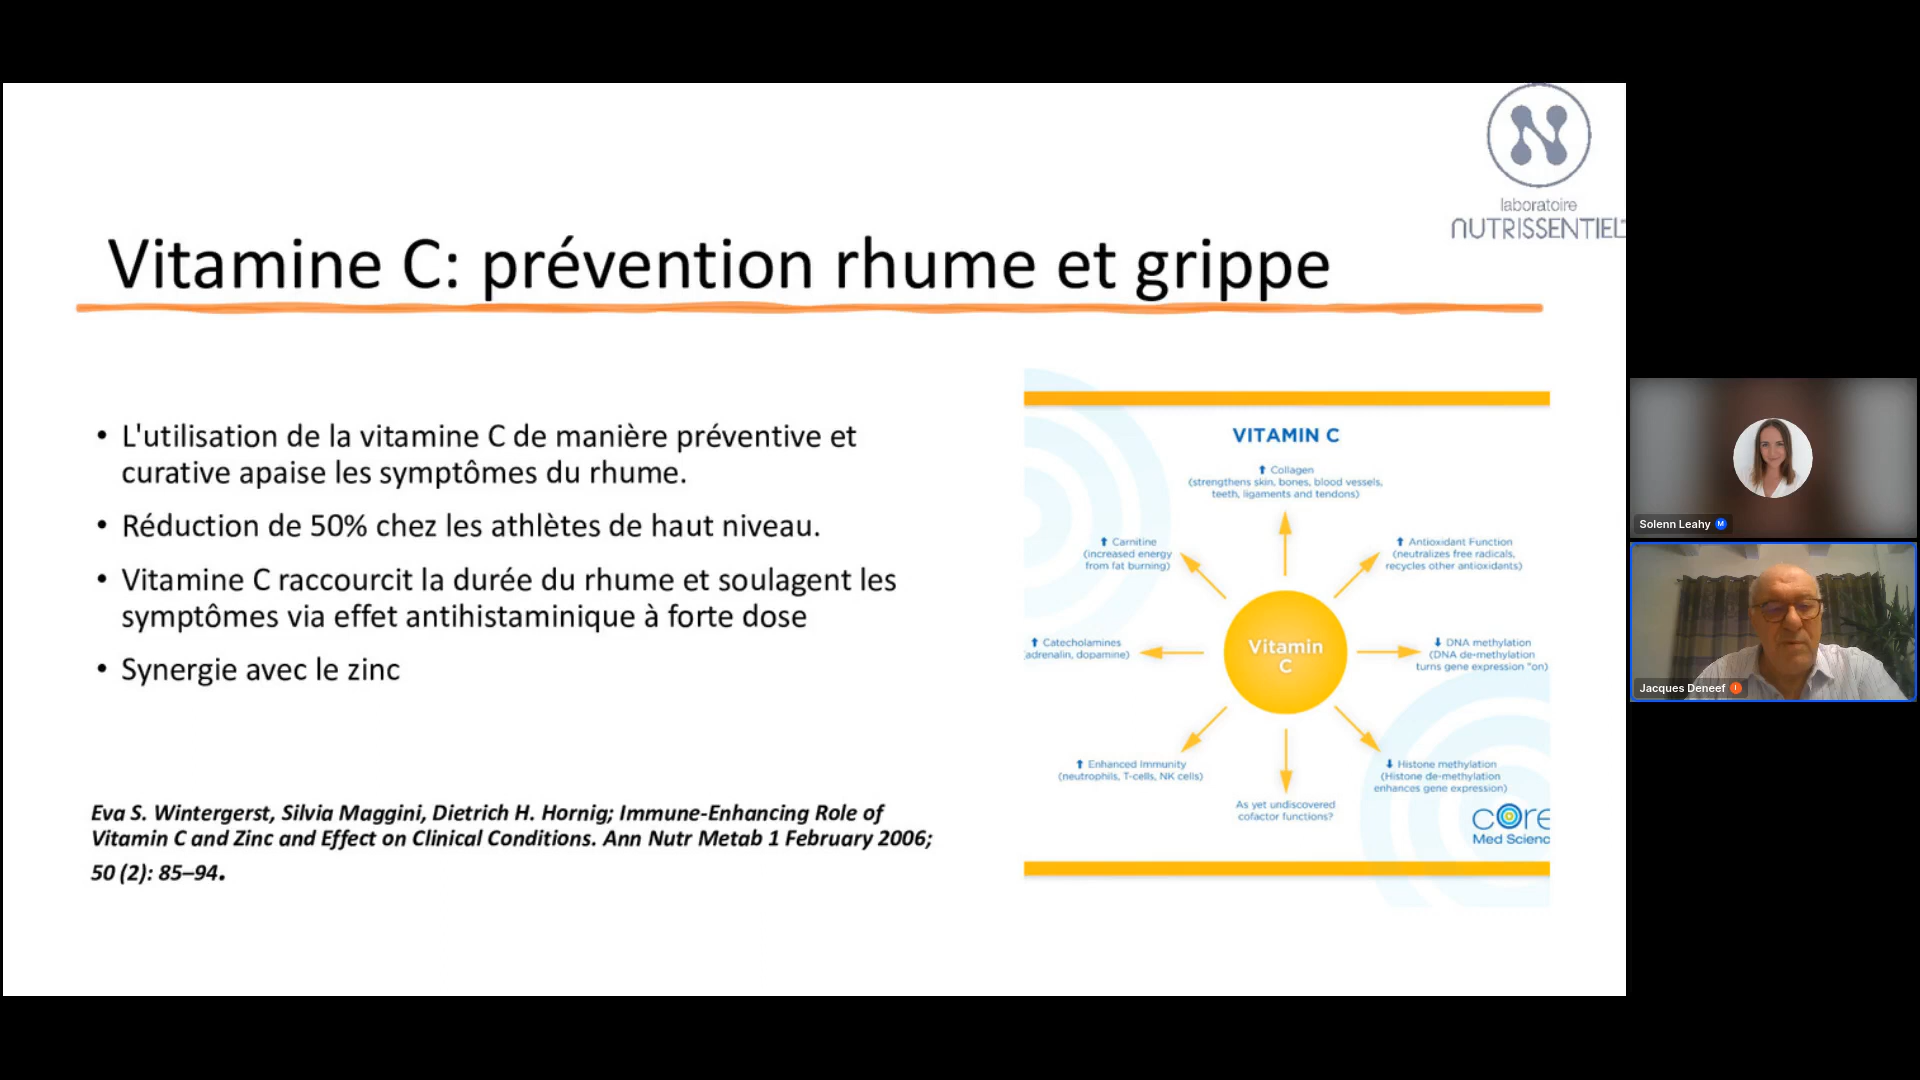 laboratoire
NUTRISSENTIEL
Vitamine C: prévention rhume et grippe
• L'utilisation de la vitamine C de manière préventive et
curative apaise les symptômes du rhume.
• Réduction de 50% chez les athlètes de haut niveau.
• Vitamine C raccourcit la durée du rhume et soulagent les
symptômes via effet antihistaminique à forte dose
• Synergie avec le zinc
Eva S. Wintergerst, Silvia Maggini, Dietrich H. Hornig; Immune-Enhancing Role of
Vitamin C and Zinc and Effect on Clinical Conditions. Ann Nutr Metab 1 February 2006;
50 (2): 85–94.
VITAMIN C
⬆ Collagen
(strengthens skin, bones, blood vessels,
teeth, ligaments and tendons)
⬆ Carnitine
(increased energy
from fat burning)
⬆ Antioxidant Function
(neutralizes free radicals,
recycles other antioxidants)
⬆ Catecholamines
adrenalin, dopamine)
Vitamin
C
⬇ DNA methylation
(DNA de-methylation
turns gene expression "on)
⬆ Enhanced Immunity
(neutrophils, T-cells, NK cells)
As yet undiscovered
cofactor functions?
⬇ Histone methylation
(Histone de-methylation
enhances gene expression)
CORE
Med Scienc
Solenn Leahy M
Jacques Deneef I